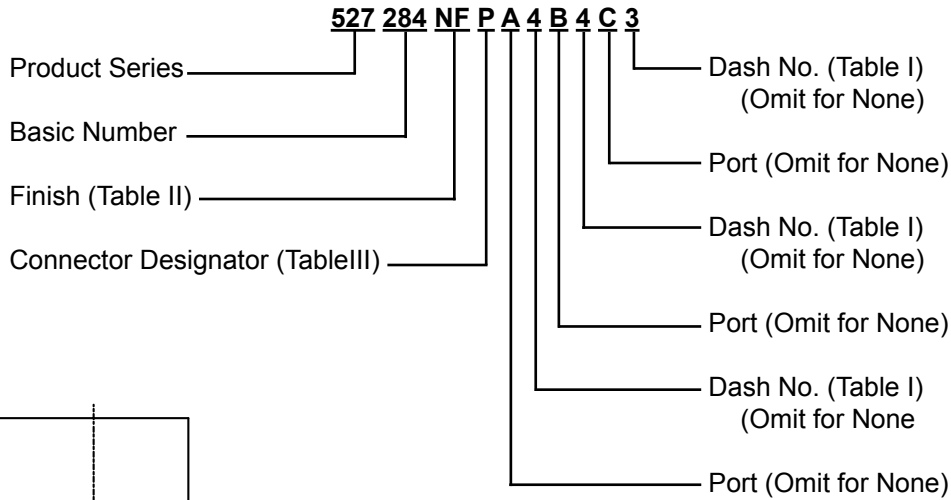 527 284 NF P A 4 B 4 C 3
Product Series
Basic Number
Finish (Table II)
Connector Designator (TableIII)
Dash No. (Table I)
(Omit for None)
Port (Omit for None)
Dash No. (Table I)
(Omit for None)
Port (Omit for None)
Dash No. (Table I)
(Omit for None
Port (Omit for None)